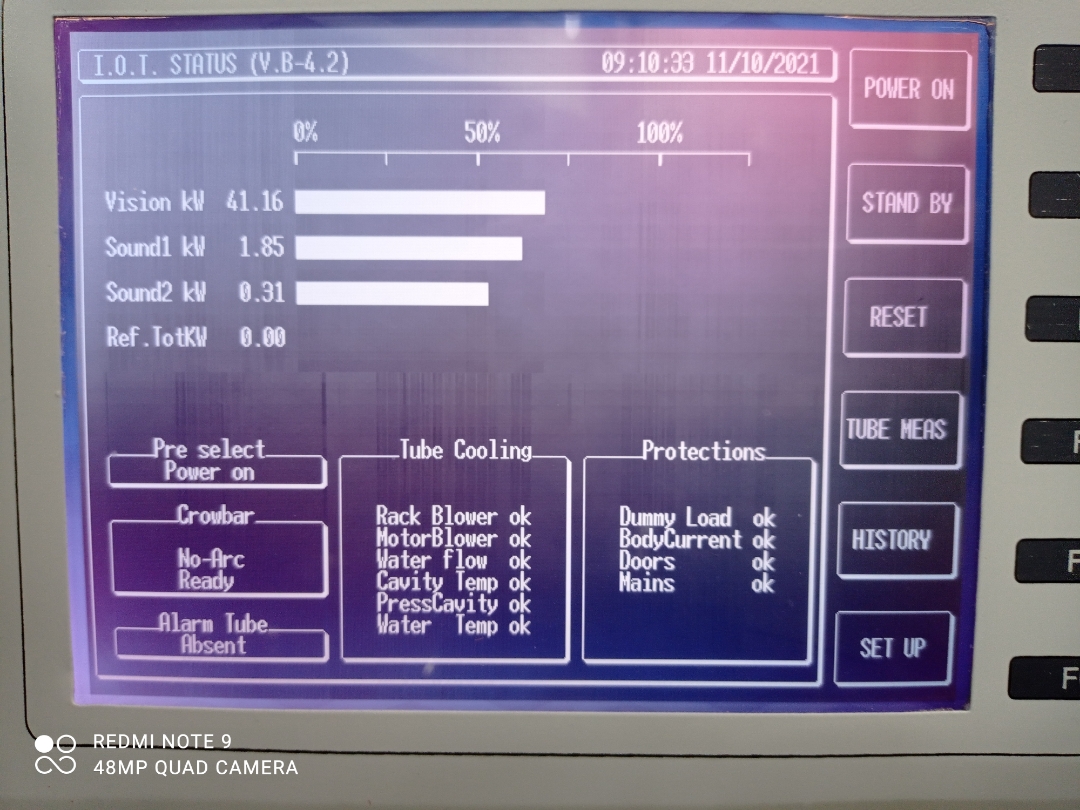 I.O.T. STATUS (V.B-4.2) 09:10:33 11/10/2021
POWER ON
0% 50% 100%
Vision kW 41.16
STAND BY
Sound1 kW 1.85
Sound2 kW 0.31
RESET
Ref.TotKW 0.00
TUBE MEAS
Pre select
Power on
Crowbar
No-Arc
Ready
Alarm Tube
Absent
Tube Cooling
Rack Blower ok
MotorBlower ok
Water flow ok
Cavity Temp ok
PressCavity ok
Water Temp ok
Protections
Dummy Load ok
BodyCurrent ok
Doors ok
Mains ok
HISTORY
SET UP
F
F
REDMI NOTE 9
48MP QUAD CAMERA